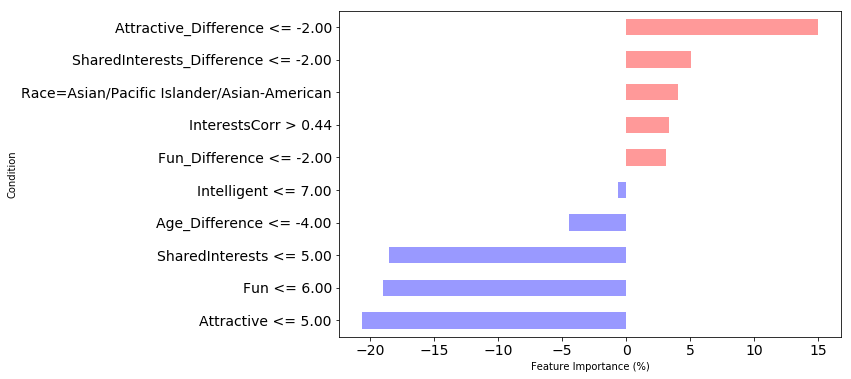 Attractive_Difference <= -2.00
SharedInterests_Difference <= -2.00
Race=Asian/Pacific Islander/Asian-American
InterestsCorr > 0.44
Fun_Difference <= -2.00
Intelligent <= 7.00
Age_Difference <= -4.00
SharedInterests <= 5.00
Fun <= 6.00
Attractive <= 5.00
Condition
−20 −15 −10 −5 0 5 10 15
Feature Importance (%)